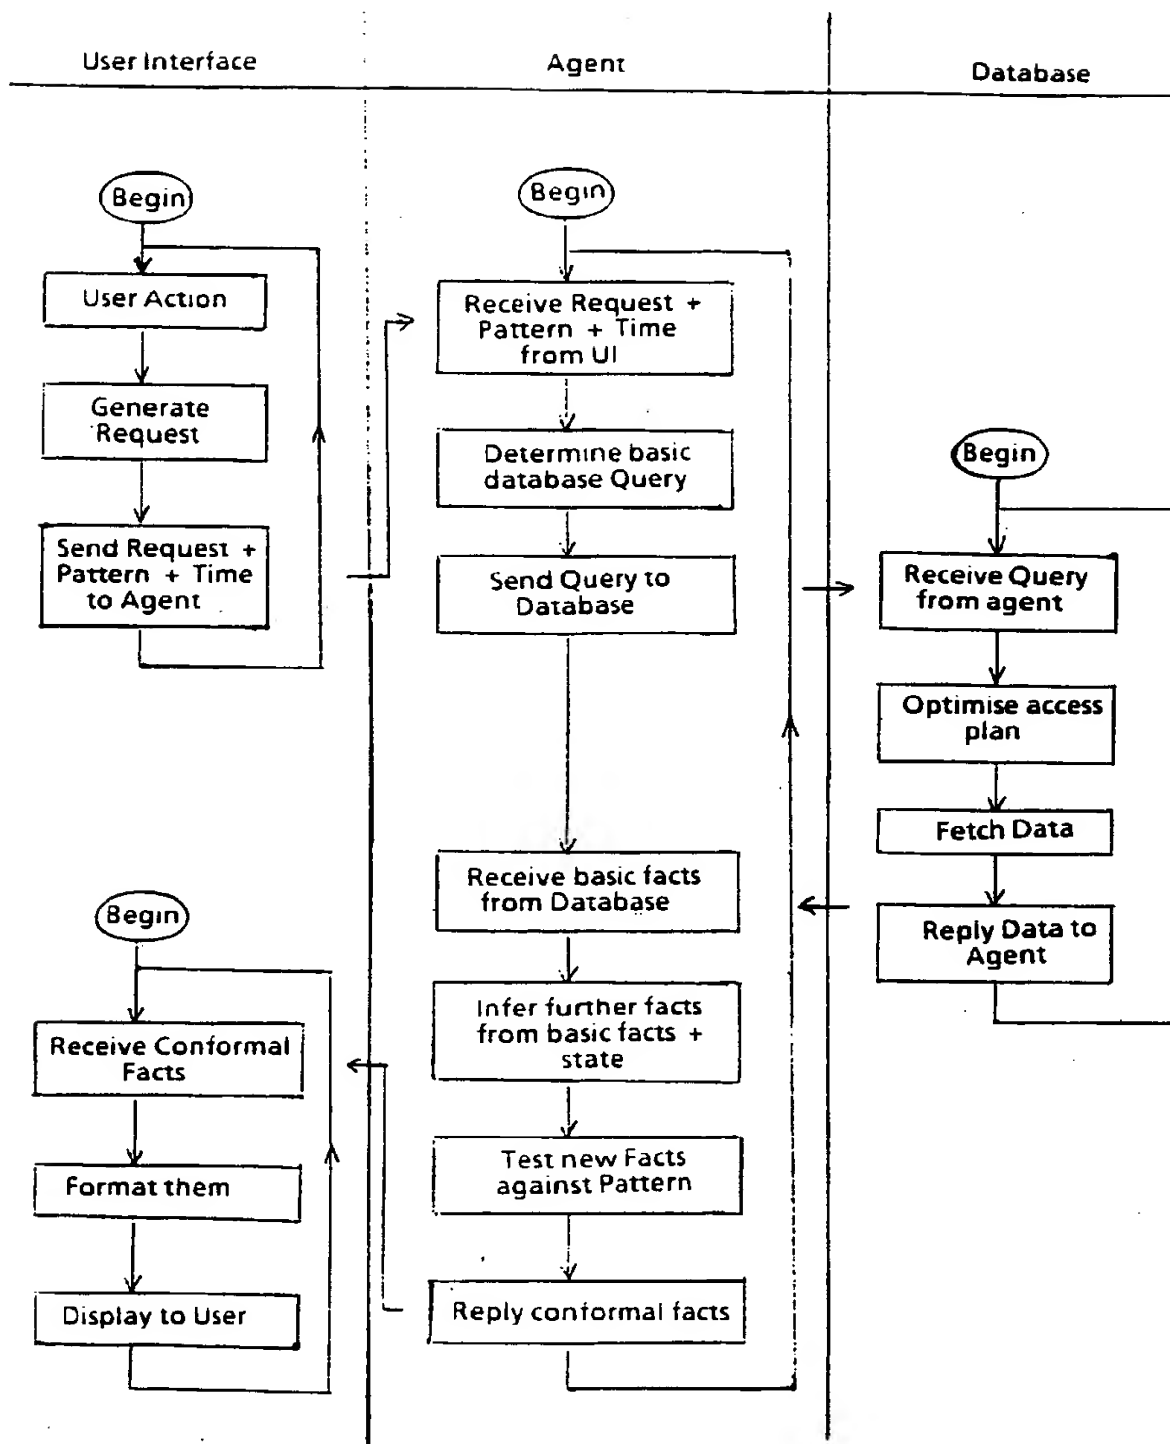 User Interface
Agent
Database
Begin
User Action
Generate
Request
Send Request +
Pattern + Time
to Agent
Begin
Receive Conformal
Facts
Format them
Display to User
Begin
Receive Request +
Pattern + Time
from UI
Determine basic
database Query
Send Query to
Database
Receive basic facts
from Database
Infer further facts
from basic facts +
state
Test new Facts
against Pattern
Reply conformal facts
Begin
Receive Query
from agent
Optimise access
plan
Fetch Data
Reply Data to
Agent